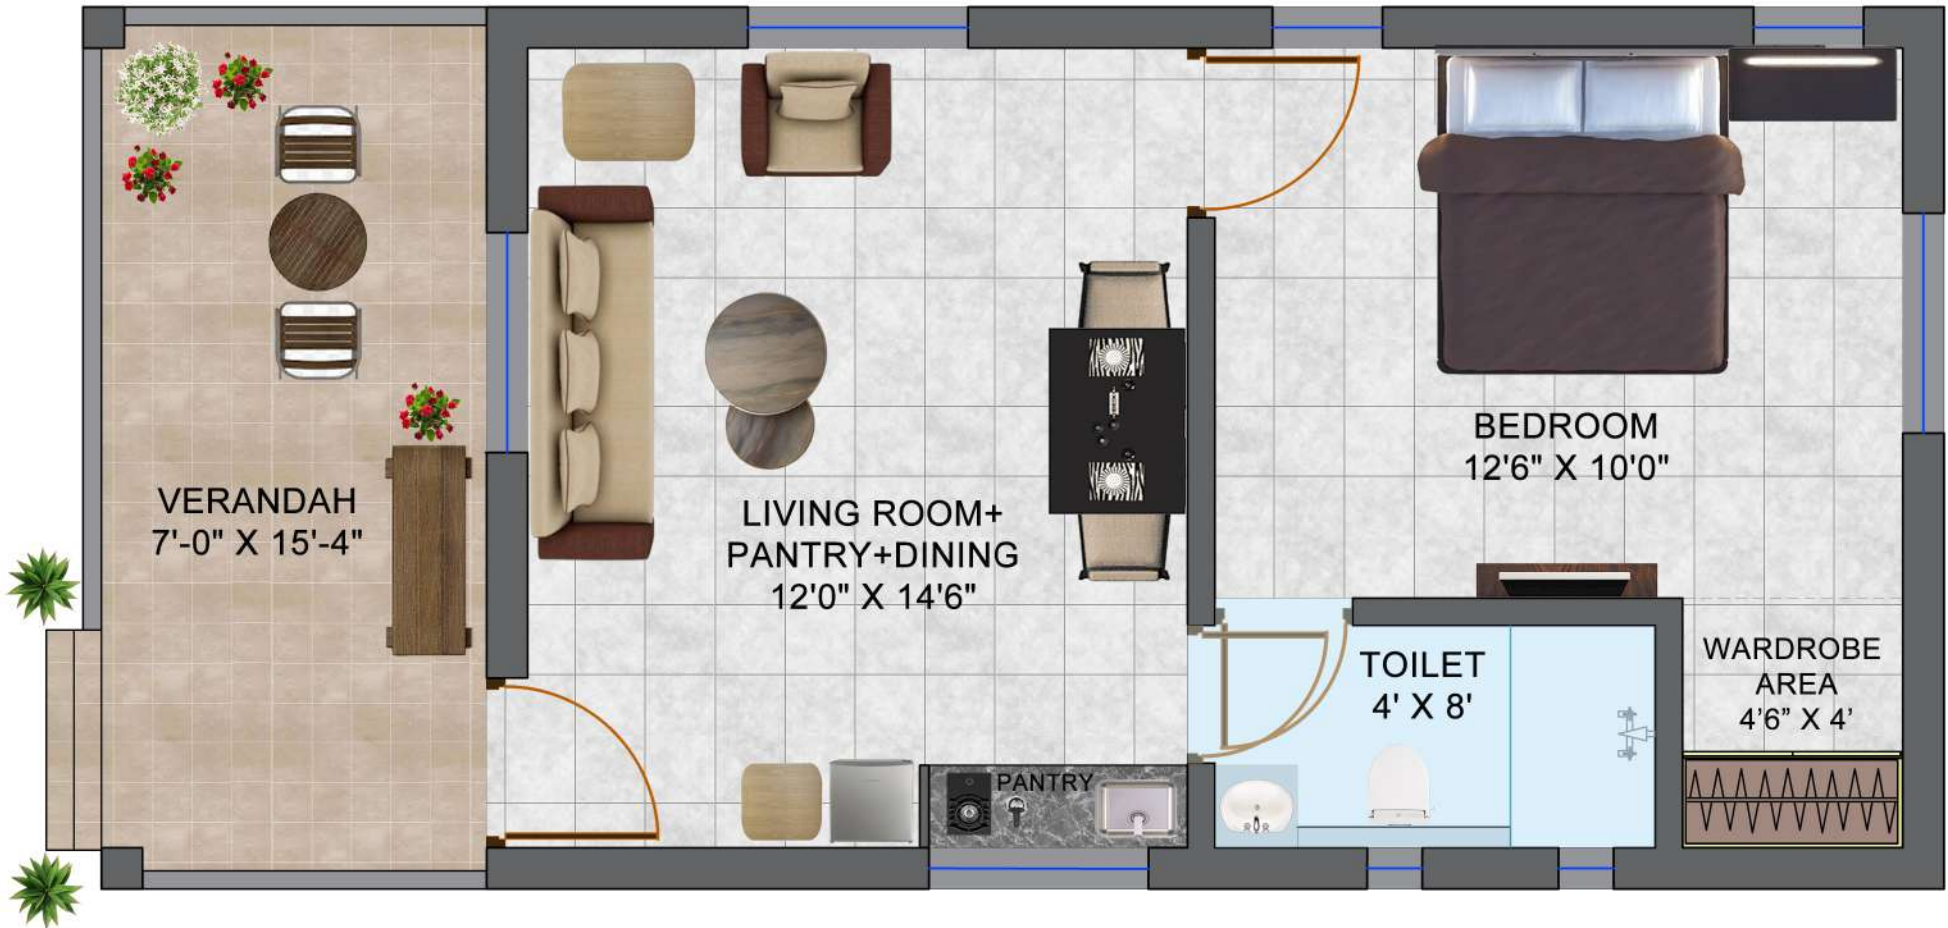 VERANDAH
7'-0" X 15'-4"
LIVING ROOM+
PANTRY+DINING
12'0" X 14'6"
PANTRY
BEDROOM
12'6" X 10'0"
TOILET
4' X 8'
WARDROBE
AREA
4’6” X 4’